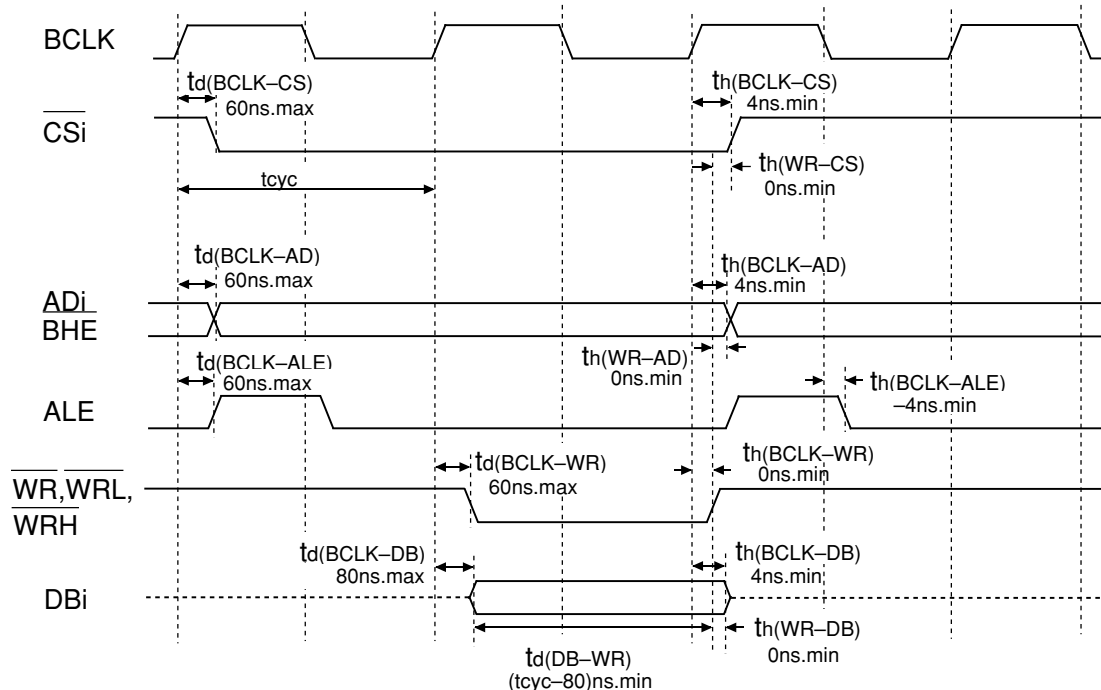 BCLK
td(BCLK–CS)
60ns.max
th(BCLK–CS)
4ns.min
CSi
th(WR–CS)
0ns.min
tcyc
td(BCLK–AD)
60ns.max
th(BCLK–AD)
4ns.min
ADi
BHE
td(BCLK–ALE)
60ns.max
th(WR–AD)
0ns.min
th(BCLK–ALE)
–4ns.min
ALE
td(BCLK–WR)
60ns.max
th(BCLK–WR)
0ns.min
WR,WRL,
WRH
td(BCLK–DB)
80ns.max
th(BCLK–DB)
4ns.min
DBi
td(DB–WR)
(tcyc–80)ns.min
th(WR–DB)
0ns.min